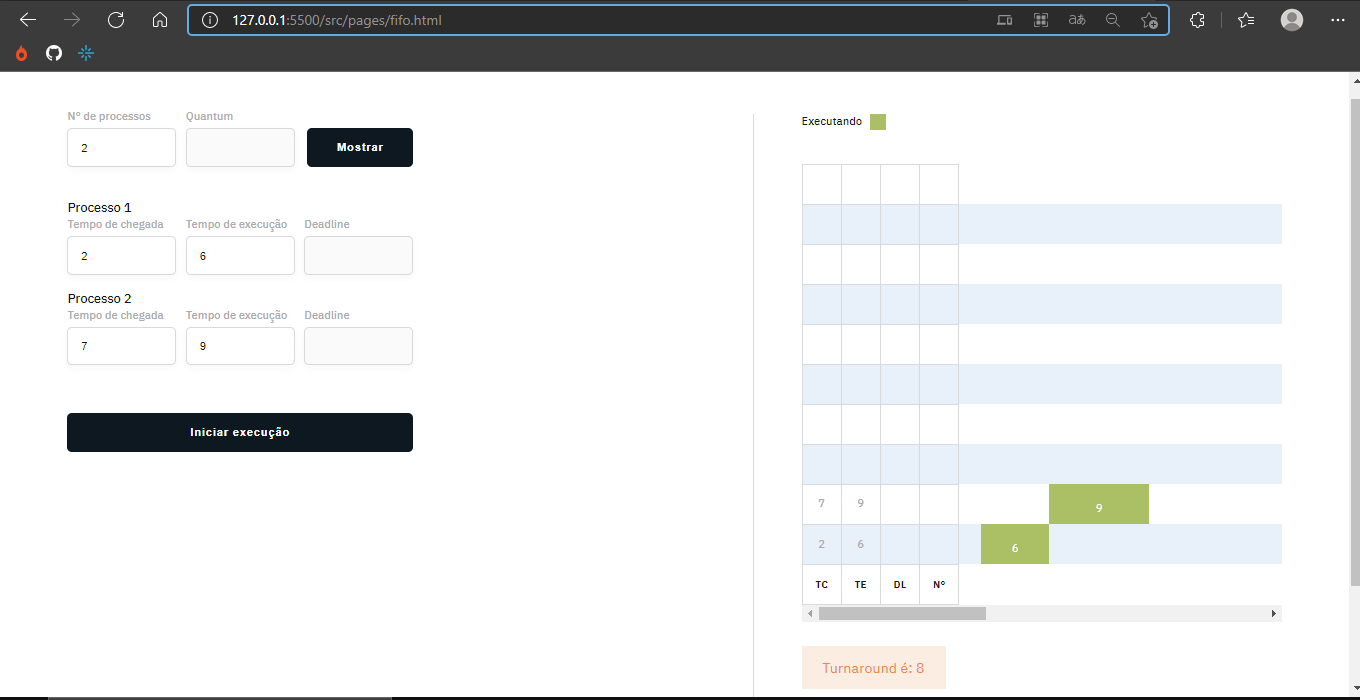 127.0.0.1:5500/src/pages/fifo.html
aあ
Nº de processos Quantum
2
Mostrar
Processo 1
Tempo de chegada Tempo de execução Deadline
2 6
Processo 2
Tempo de chegada Tempo de execução Deadline
7 9
Iniciar execução
Executando
7 9 9
2 6 6
TC TE DL Nº
Turnaround é: 8